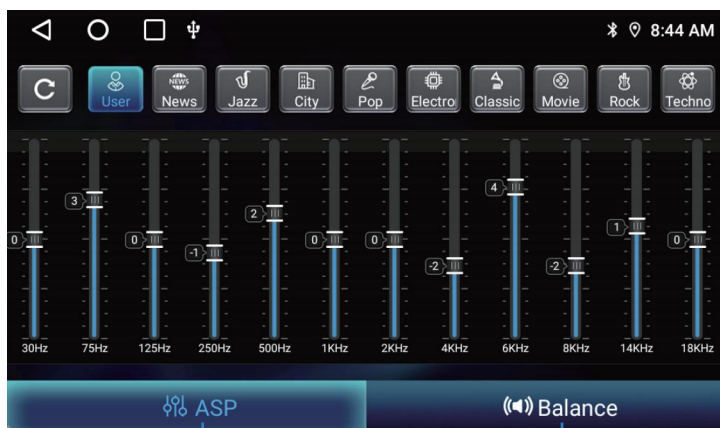 8:44 AM
User NEWS News Jazz City Pop Electro Classic Movie Rock Techno
0 3 0 -1 2 0 0 -2 4 -2 1 0
30Hz 75Hz 125Hz 250Hz 500Hz 1KHz 2KHz 4KHz 6KHz 8KHz 14KHz 18KHz
ASP Balance